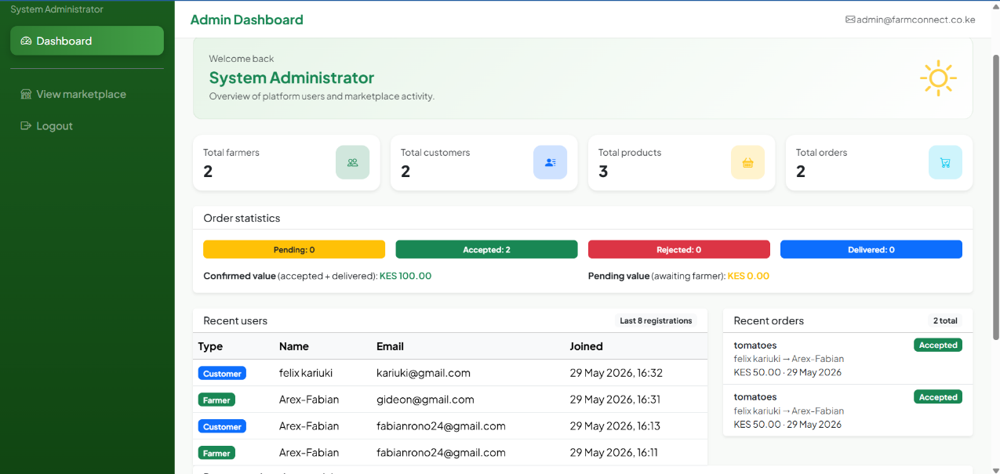 System Administrator
Dashboard
View marketplace
Logout
Admin Dashboard
admin@farmconnect.co.ke
Welcome back
System Administrator
Overview of platform users and marketplace activity.
Total farmers
2
Total customers
2
Total products
3
Total orders
2
Order statistics
Pending: 0
Accepted: 2
Rejected: 0
Delivered: 0
Confirmed value (accepted + delivered): KES 100.00
Pending value (awaiting farmer): KES 0.00
Recent users
Last 8 registrations
Type Name Email Joined
Customer felix kariuki kariuki@gmail.com 29 May 2026, 16:32
Farmer Arex-Fabian gideon@gmail.com 29 May 2026, 16:31
Customer Arex-Fabian fabianrono24@gmail.com 29 May 2026, 16:13
Farmer Arex-Fabian fabianrono24@gmail.com 29 May 2026, 16:11
Recent orders
2 total
tomatoes
Accepted
felix kariuki → Arex-Fabian
KES 50.00 · 29 May 2026
tomatoes
Accepted
felix kariuki → Arex-Fabian
KES 50.00 · 29 May 2026